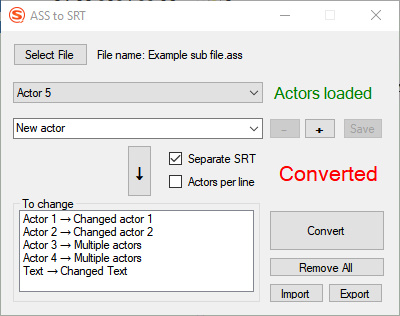 ASS to SRT
Select File
File name: Example sub file.ass
Actor 5
Actors loaded
New actor
-
+
Save
↓
Separate SRT
Actors per line
Converted
To change
Actor 1 → Changed actor 1
Actor 2 → Changed actor 2
Actor 3 → Multiple actors
Actor 4 → Multiple actors
Text → Changed Text
Convert
Remove All
Import
Export